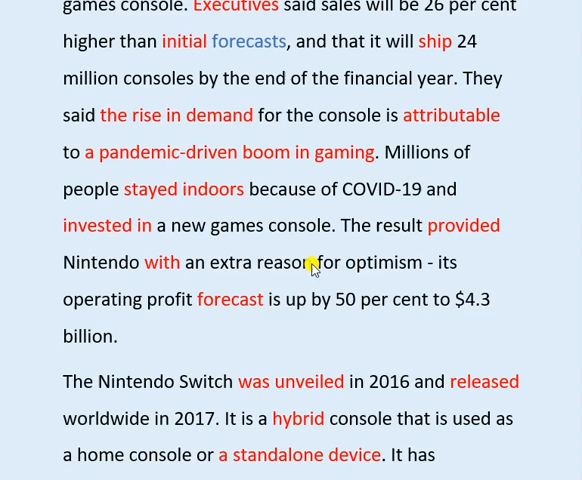 games console. Executives said sales will be 26 per cent
higher than initial forecasts, and that it will ship 24
million consoles by the end of the financial year. They
said the rise in demand for the console is attributable
to a pandemic-driven boom in gaming. Millions of
people stayed indoors because of COVID-19 and
invested in a new games console. The result provided
Nintendo with an extra reason for optimism - its
operating profit forecast is up by 50 per cent to $4.3
billion.
The Nintendo Switch was unveiled in 2016 and released
worldwide in 2017. It is a hybrid console that is used as
a home console or a standalone device. It has